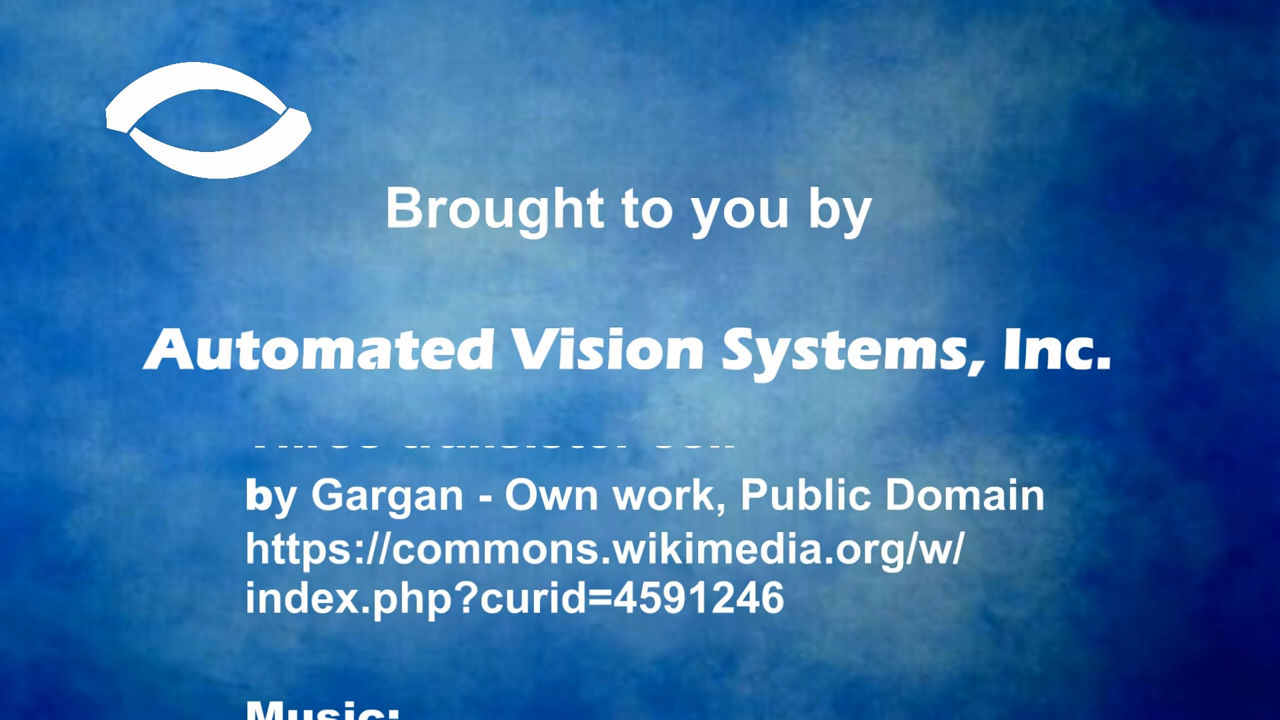 Brought to you by
Automated Vision Systems, Inc.
by Gargan - Own work, Public Domain
https://commons.wikimedia.org/w/
index.php?curid=4591246
Music: